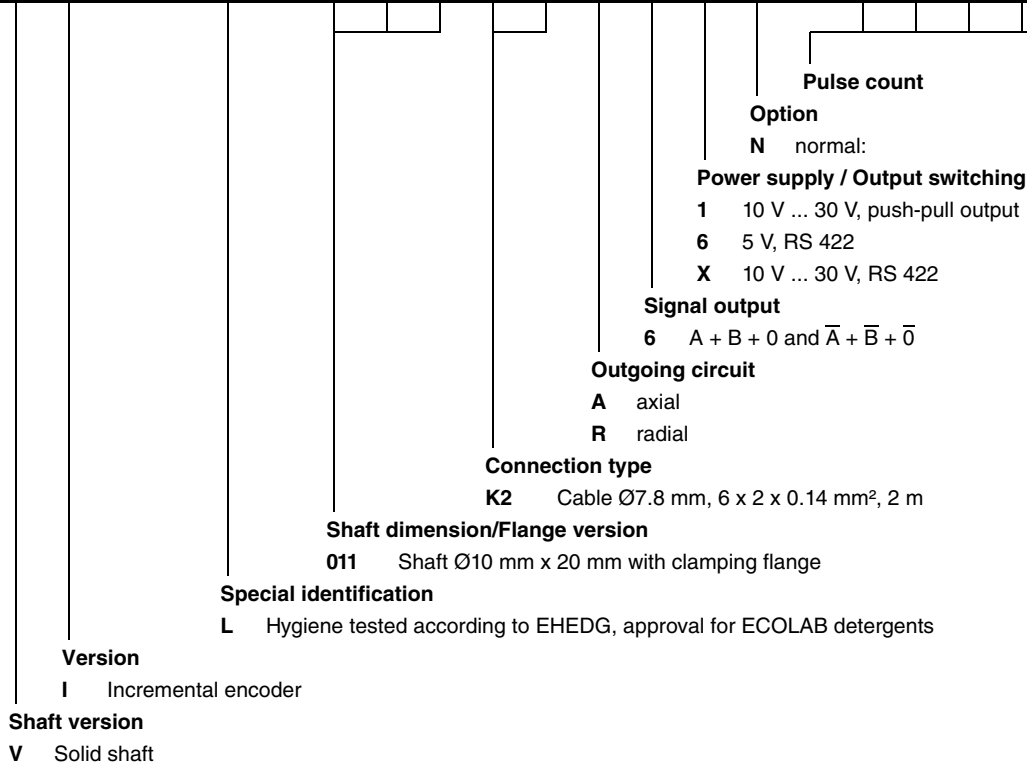 Pulse count
Option
N normal:
Power supply / Output switching
1 10 V ... 30 V, push-pull output
6 5 V, RS 422
X 10 V ... 30 V, RS 422
Signal output
6 A + B + 0 and A̅ + B̅ + 0̅
Outgoing circuit
A axial
R radial
Connection type
K2 Cable Ø7.8 mm, 6 x 2 x 0.14 mm², 2 m
Shaft dimension/Flange version
011 Shaft Ø10 mm x 20 mm with clamping flange
Special identification
L Hygiene tested according to EHEDG, approval for ECOLAB detergents
Version
I Incremental encoder
Shaft version
V Solid shaft